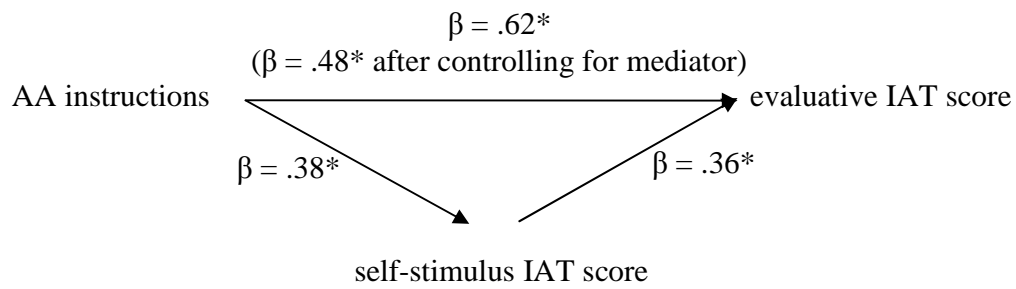 β = .62*
(β = .48* after controlling for mediator)
AA instructions
evaluative IAT score
β = .38*
β = .36*
self-stimulus IAT score